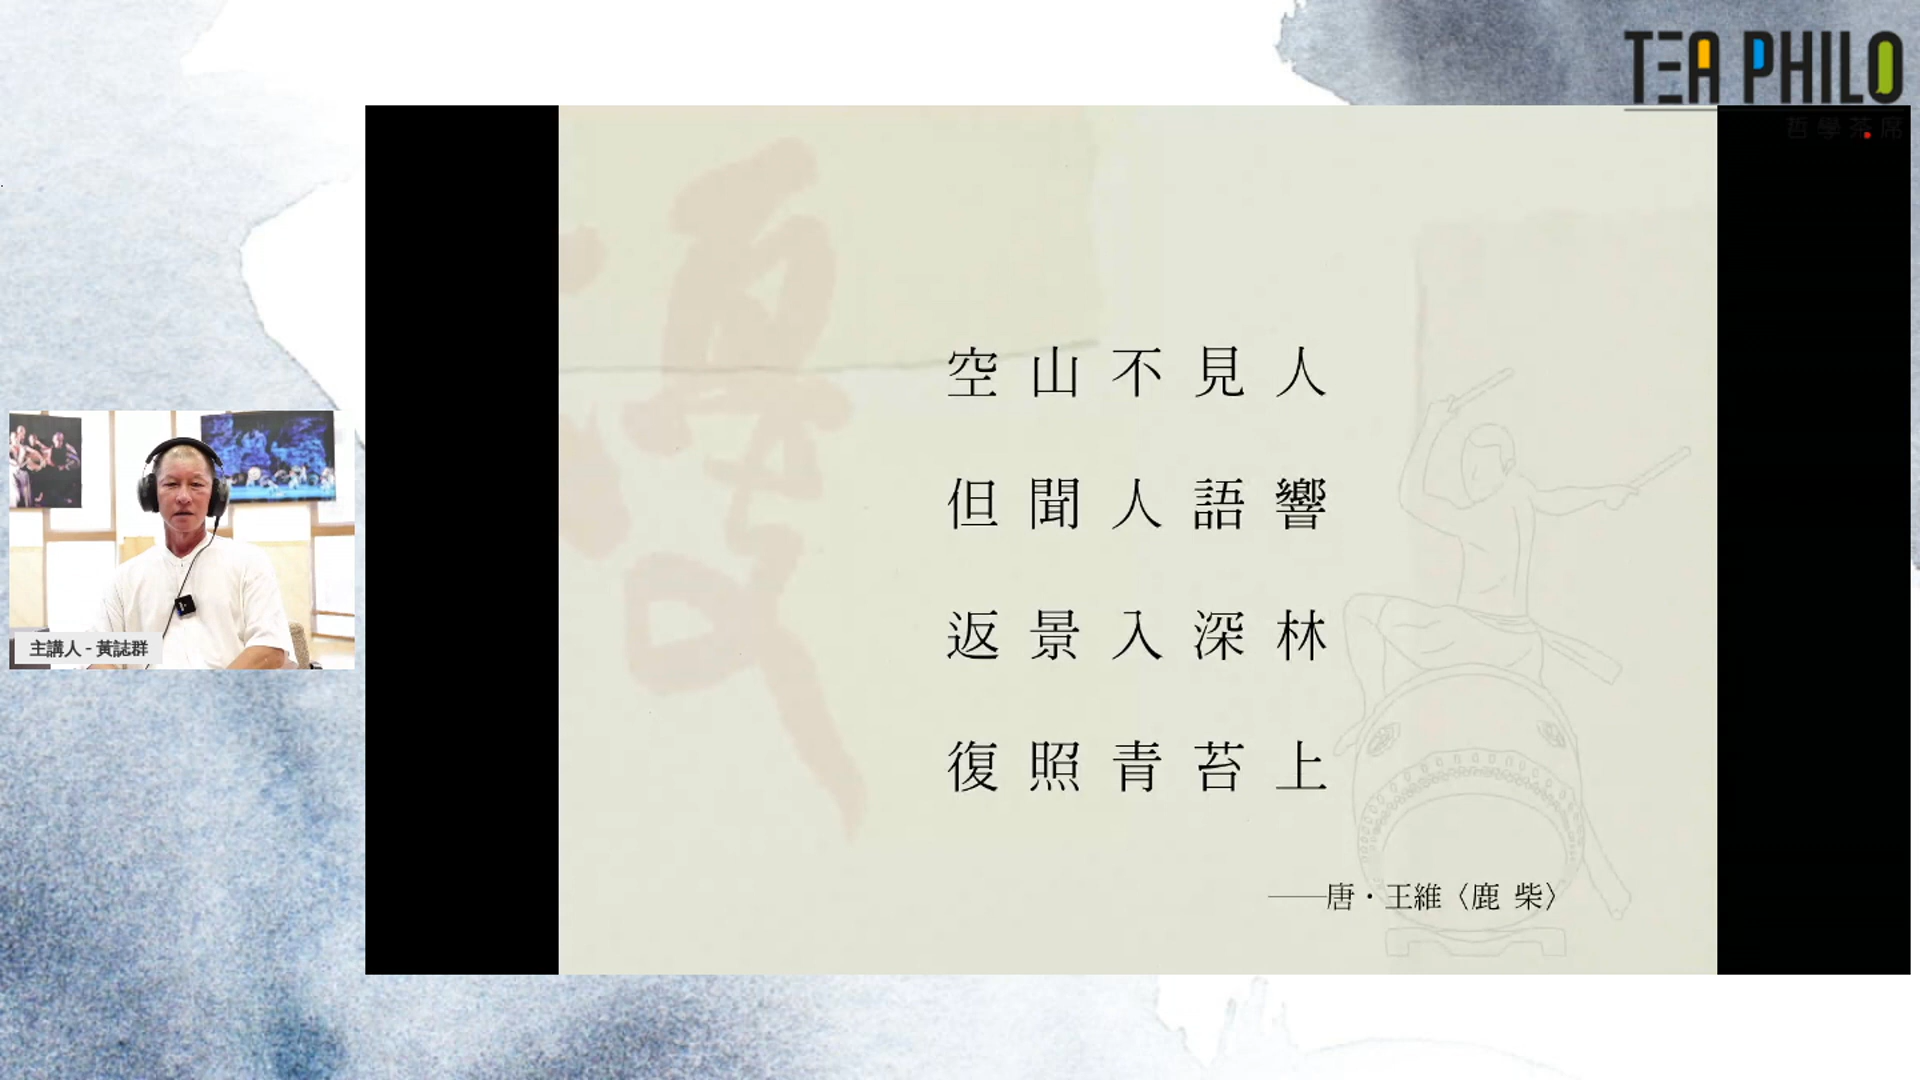 TEA PHILO
哲學茶席
空山不見人
但聞人語響
返景入深林
復照青苔上
——唐・王維〈鹿 柴〉
主講人 - 黃誌群